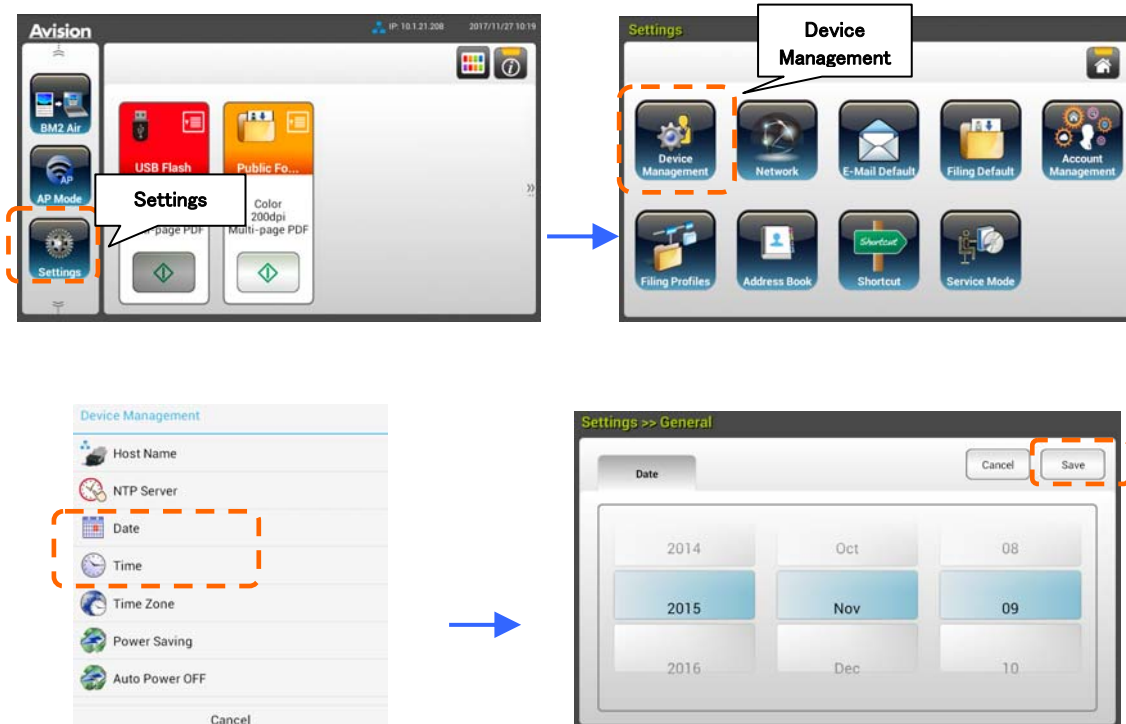 Avision
IP: 10.1.21.208 2017/11/27 10:19
BM2 Air
AP
AP Mode
Settings
Settings
USB Flash
Public Fo...
-page PDF
Color
200dpi
Multi-page PDF
Settings
Device
Management
Device
Management
Network
E-Mail Default
Filing Default
Account
Management
Filing Profiles
Address Book
Shortcut
Shortcut
Service Mode
Device Management
Host Name
NTP Server
Date
Time
Time Zone
Power Saving
Auto Power OFF
Cancel
Settings >> General
Date
Cancel
Save
2014 Oct 08
2015 Nov 09
2016 Dec 10